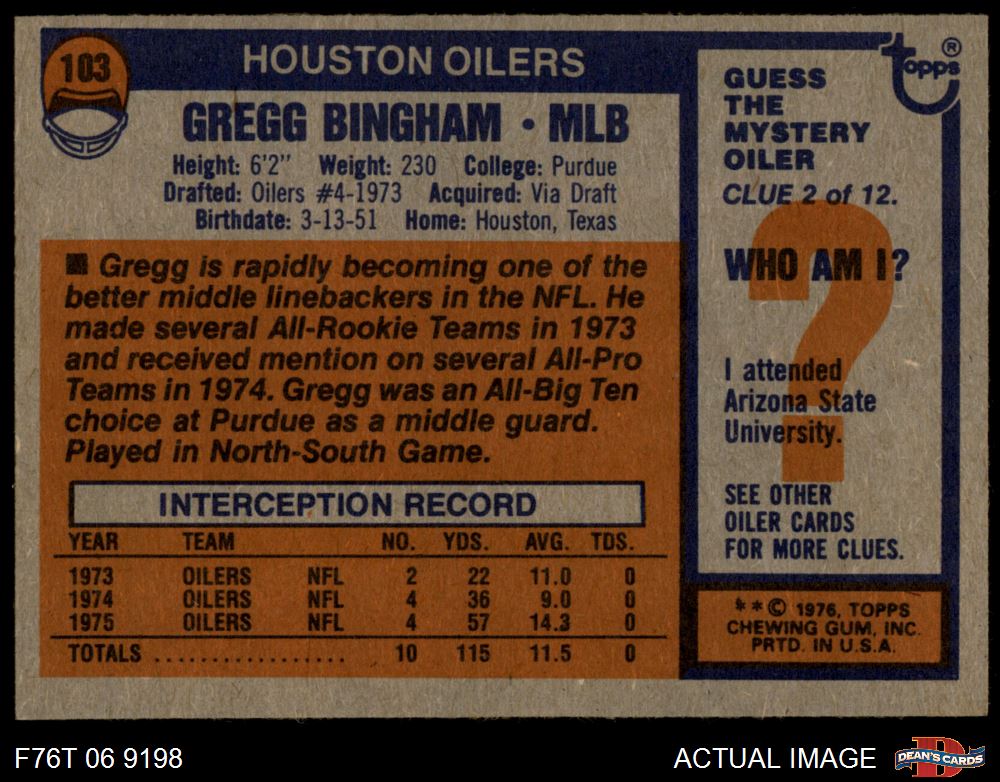 103
HOUSTON OILERS
GREGG BINGHAM • MLB
Height: 6'2" Weight: 230 College: Purdue
Drafted: Oilers #4-1973 Acquired: Via Draft
Birthdate: 3-13-51 Home: Houston, Texas
■ Gregg is rapidly becoming one of the
better middle linebackers in the NFL. He
made several All-Rookie Teams in 1973
and received mention on several All-Pro
Teams in 1974. Gregg was an All-Big Ten
choice at Purdue as a middle guard.
Played in North-South Game.
INTERCEPTION RECORD
YEAR TEAM NO. YDS. AVG. TDS.
1973 OILERS NFL 2 22 11.0 0
1974 OILERS NFL 4 36 9.0 0
1975 OILERS NFL 4 57 14.3 0
TOTALS ................. 10 115 11.5 0
topps®
GUESS
THE
MYSTERY
OILER
CLUE 2 of 12.
?
WHO AM I?
I attended
Arizona State
University.
SEE OTHER
OILER CARDS
FOR MORE CLUES.
**© 1976, TOPPS
CHEWING GUM, INC.
PRTD. IN U.S.A.
F76T 06 9198
ACTUAL IMAGE
D
DEAN'S CARDS